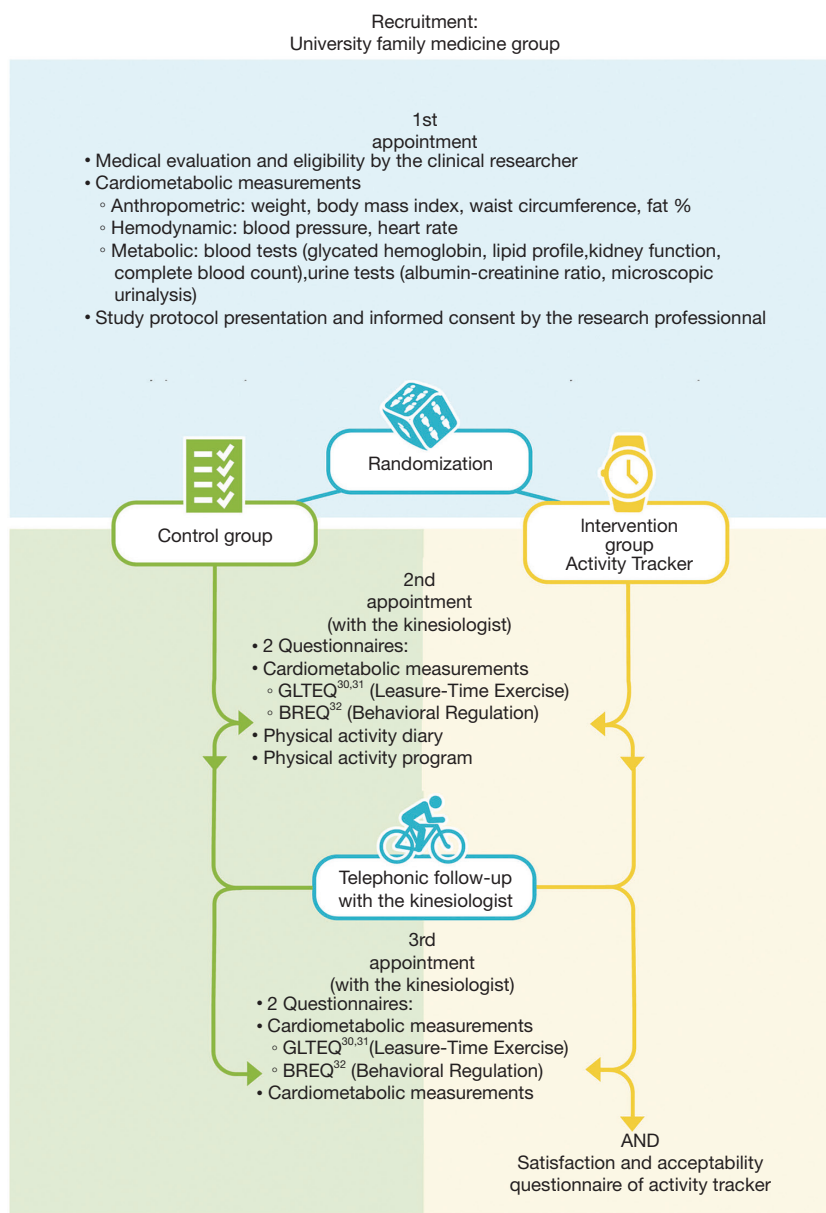 Recruitment:
University family medicine group
1st
appointment
• Medical evaluation and eligibility by the clinical researcher
• Cardiometabolic measurements
◦ Anthropometric: weight, body mass index, waist circumference, fat %
◦ Hemodynamic: blood pressure, heart rate
◦ Metabolic: blood tests (glycated hemoglobin, lipid profile,kidney function,
complete blood count),urine tests (albumin-creatinine ratio, microscopic
urinalysis)
• Study protocol presentation and informed consent by the research professionnal
Randomization
Control group
Intervention
group
Activity Tracker
2nd
appointment
(with the kinesiologist)
• 2 Questionnaires:
• Cardiometabolic measurements
◦ GLTEQ30,31 (Leasure-Time Exercise)
◦ BREQ32 (Behavioral Regulation)
• Physical activity diary
• Physical activity program
Telephonic follow-up
with the kinesiologist
3rd
appointment
(with the kinesiologist)
• 2 Questionnaires:
• Cardiometabolic measurements
◦ GLTEQ30,31(Leasure-Time Exercise)
◦ BREQ32 (Behavioral Regulation)
• Cardiometabolic measurements
AND
Satisfaction and acceptability
questionnaire of activity tracker